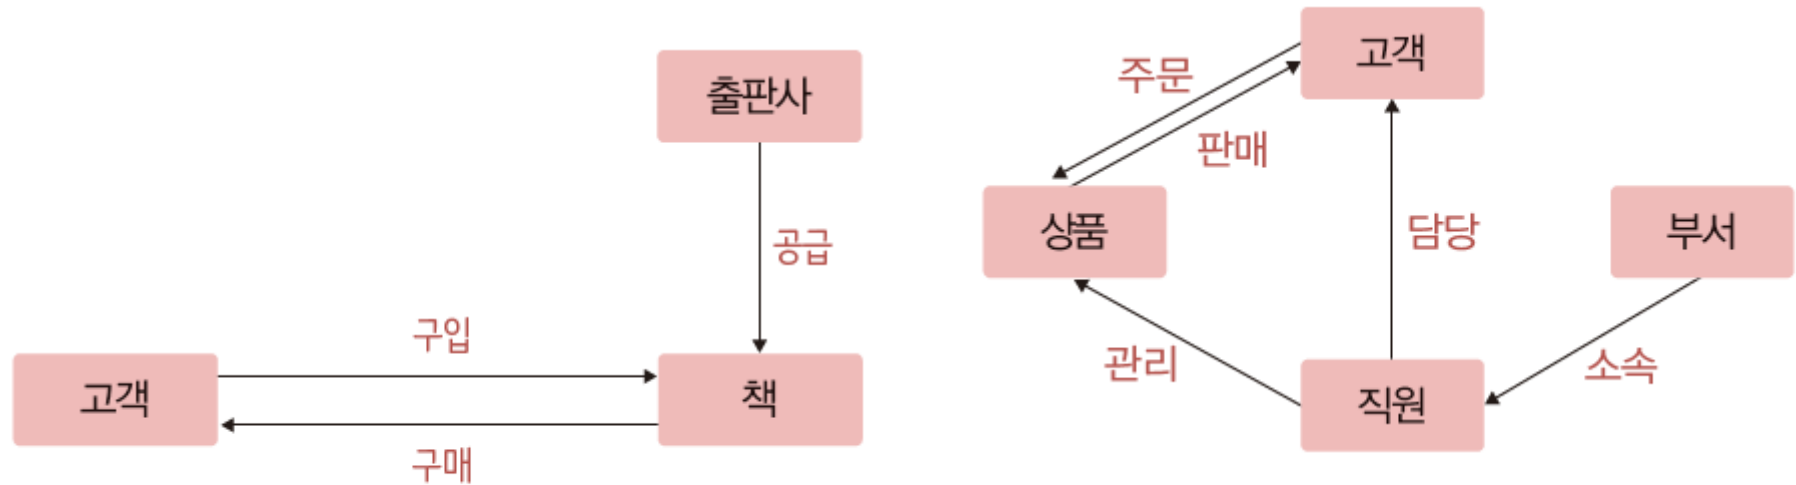 출판사
공급
구입
고객
책
구매
고객
주문
판매
상품
담당
부서
관리
소속
직원